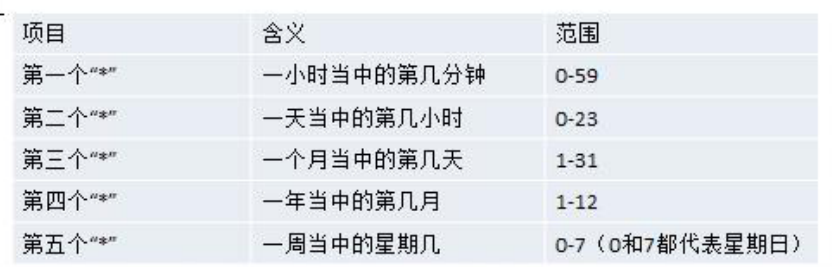 项目 含义 范围
第一个“*” 一小时当中的第几分钟 0-59
第二个“*” 一天当中的第几小时 0-23
第三个“*” 一个月当中的第几天 1-31
第四个“*” 一年当中的第几月 1-12
第五个“*” 一周当中的星期几 0-7（0和7都代表星期日）